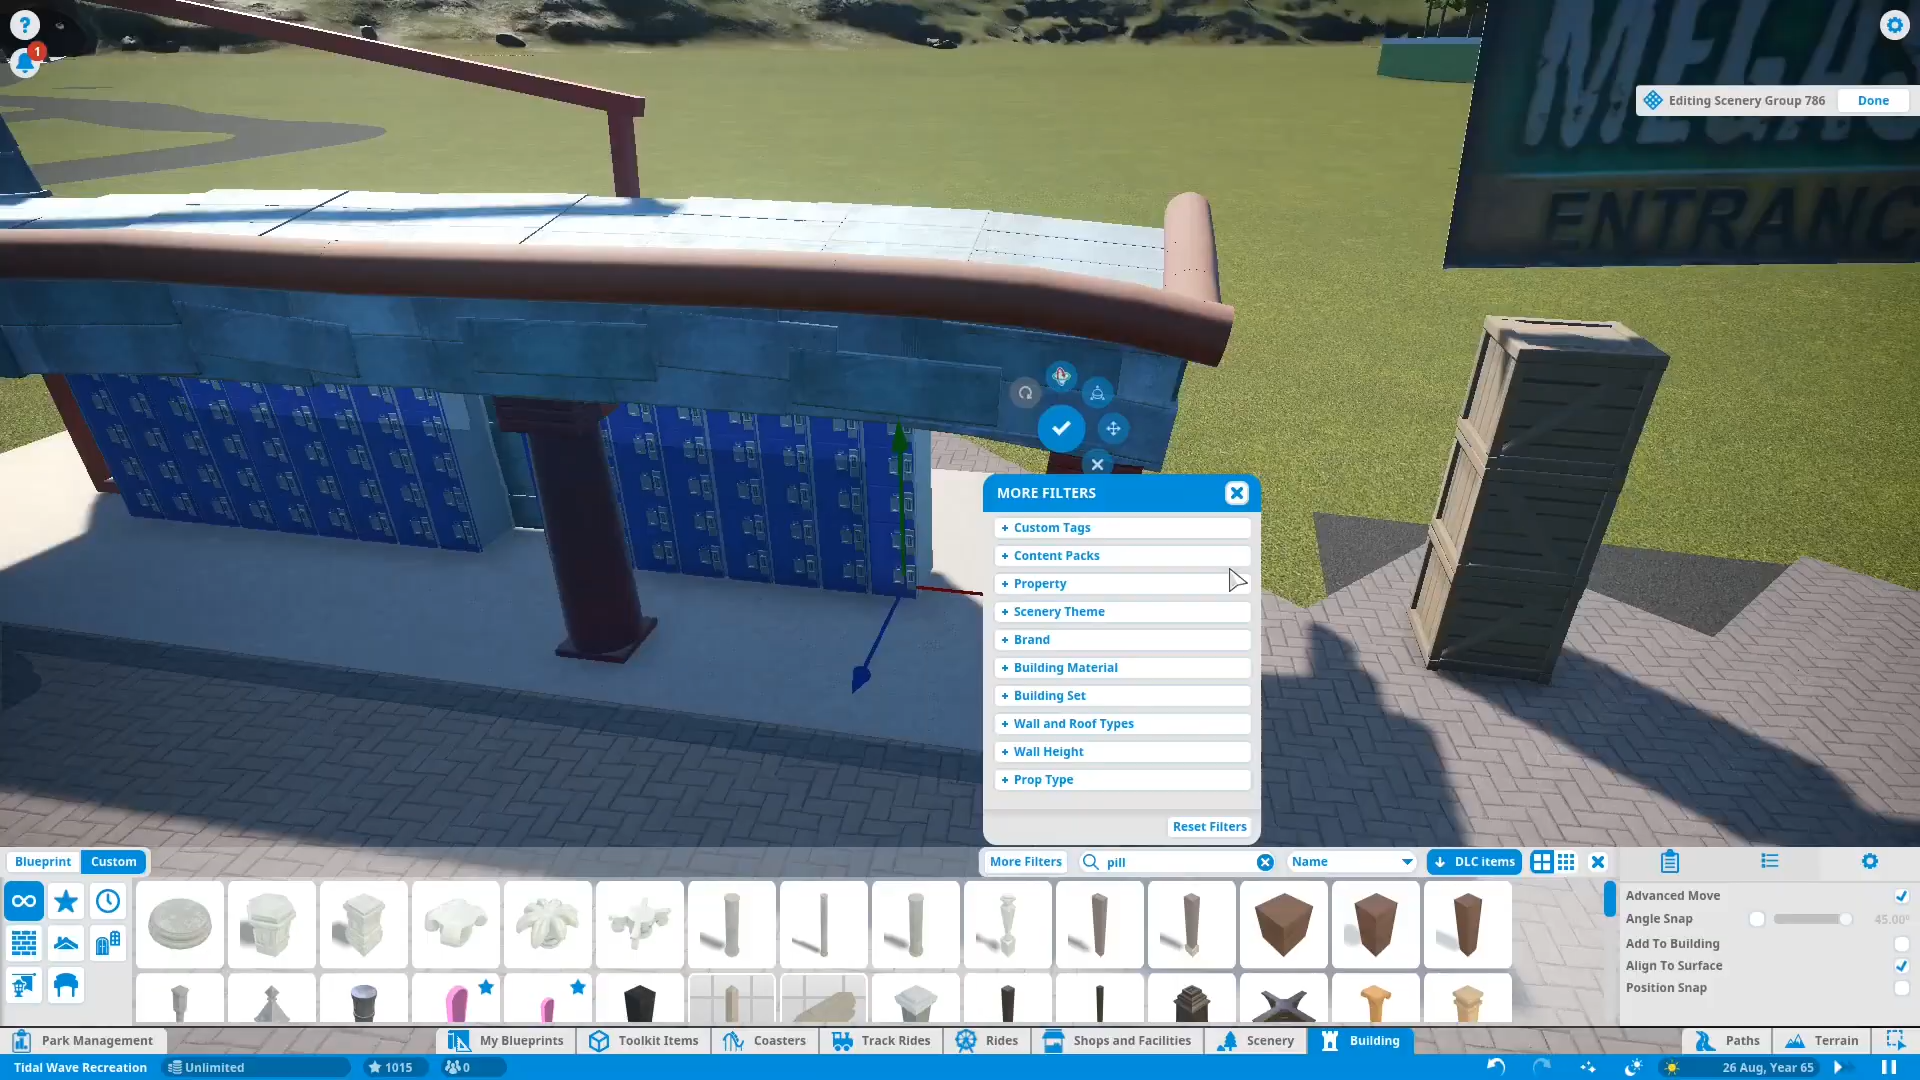 ?
1
MEGA
ENTRANC
Editing Scenery Group 786
Done
MORE FILTERS
+ Custom Tags
+ Content Packs
+ Property
+ Scenery Theme
+ Brand
+ Building Material
+ Building Set
+ Wall and Roof Types
+ Wall Height
+ Prop Type
Reset Filters
Blueprint
Custom
More Filters
pill
Name
DLC items
Advanced Move
Angle Snap
45.00°
Add To Building
Align To Surface
Position Snap
Park Management
My Blueprints
Toolkit Items
Coasters
Track Rides
Rides
Shops and Facilities
Scenery
Building
Paths
Terrain
Tidal Wave Recreation
Unlimited
1015
0
26 Aug, Year 65